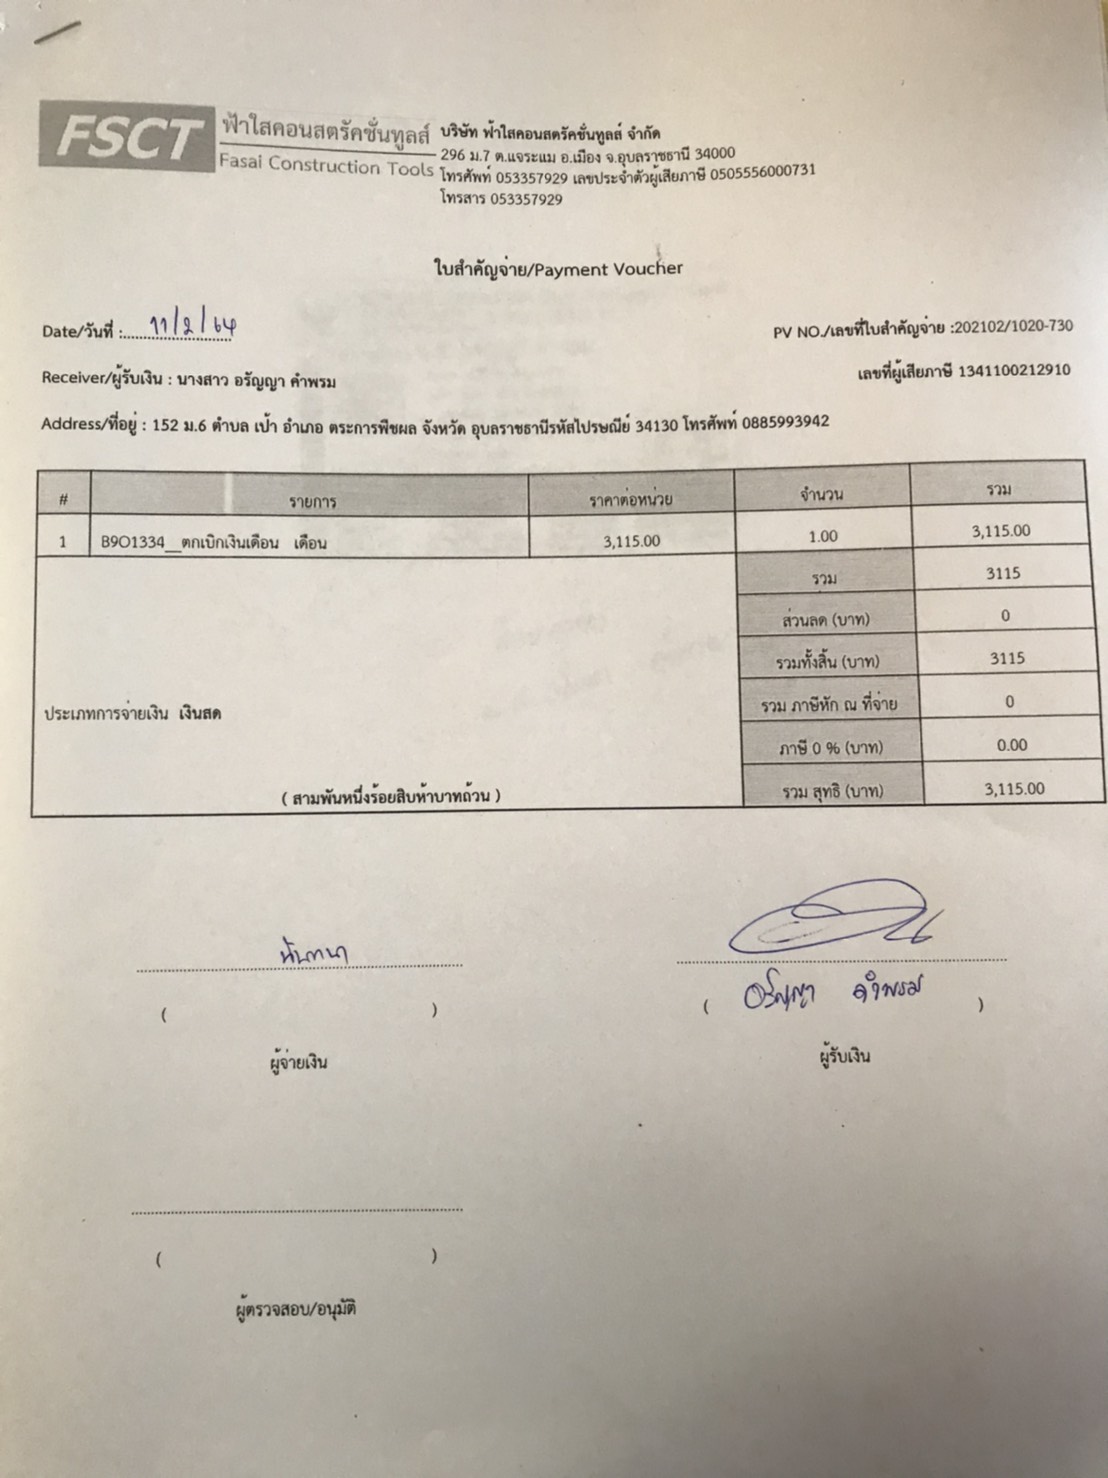 FSCT ฟ้าใสคอนสตรัคชั่นทูลส์
Fasai Construction Tools
บริษัท ฟ้าใสคอนสตรัคชั่นทูลส์ จำกัด
296 ม.7 ต.แจระแม อ.เมือง จ.อุบลราชธานี 34000
โทรศัพท์ 053357929 เลขประจำตัวผู้เสียภาษี 0505556000731
โทรสาร 053357929
ใบสำคัญจ่าย/Payment Voucher
Date/วันที่ :..... 11/2/64
PV NO./เลขที่ใบสำคัญจ่าย :202102/1020-730
Receiver/ผู้รับเงิน : นางสาว อรัญญา คำพรม
เลขที่ผู้เสียภาษี 1341100212910
Address/ที่อยู่ : 152 ม.6 ตำบล เป้า อำเภอ ตระการพืชผล จังหวัด อุบลราชธานีรหัสไปรษณีย์ 34130 โทรศัพท์ 0885993942
# รายการ ราคาต่อหน่วย จำนวน รวม
1 B9O1334__ตกเบิกเงินเดือน เดือน 3,115.00 1.00 3,115.00
รวม 3115
ส่วนลด (บาท) 0
รวมทั้งสิ้น (บาท) 3115
ประเภทการจ่ายเงิน เงินสด
รวม ภาษีหัก ณ ที่จ่าย 0
ภาษี 0 % (บาท) 0.00
( สามพันหนึ่งร้อยสิบห้าบาทถ้วน )
รวม สุทธิ (บาท) 3,115.00
นันทนา
( )
( อรัญญา คำพรม )
ผู้จ่ายเงิน
ผู้รับเงิน
( )
ผู้ตรวจสอบ/อนุมัติ